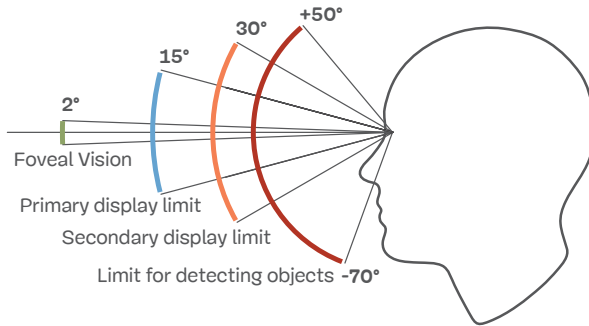 +50°
30°
15°
2°
Foveal Vision
Primary display limit
Secondary display limit
Limit for detecting objects -70°